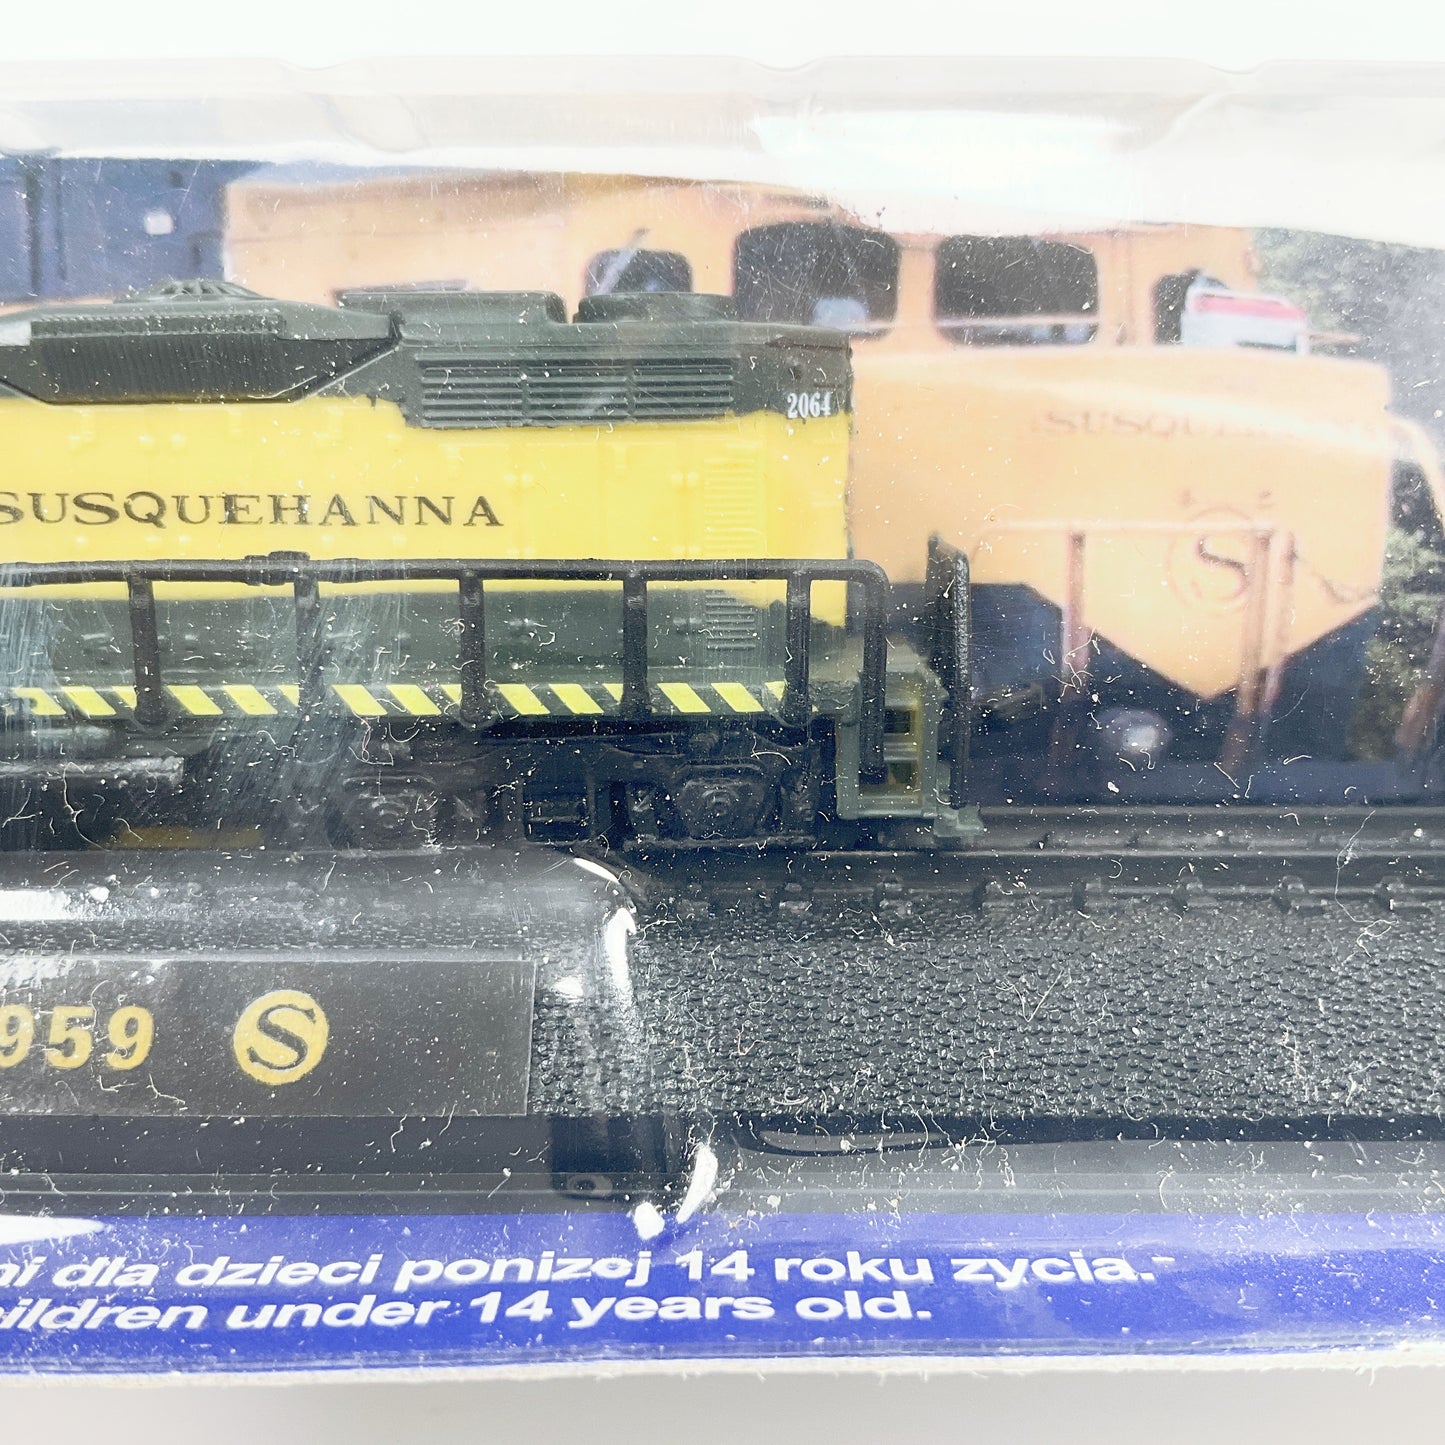 2064
SUSQUEHANNA
S
959
S
dla dzieci ponizej 14 roku zycia.-
under 14 years old.